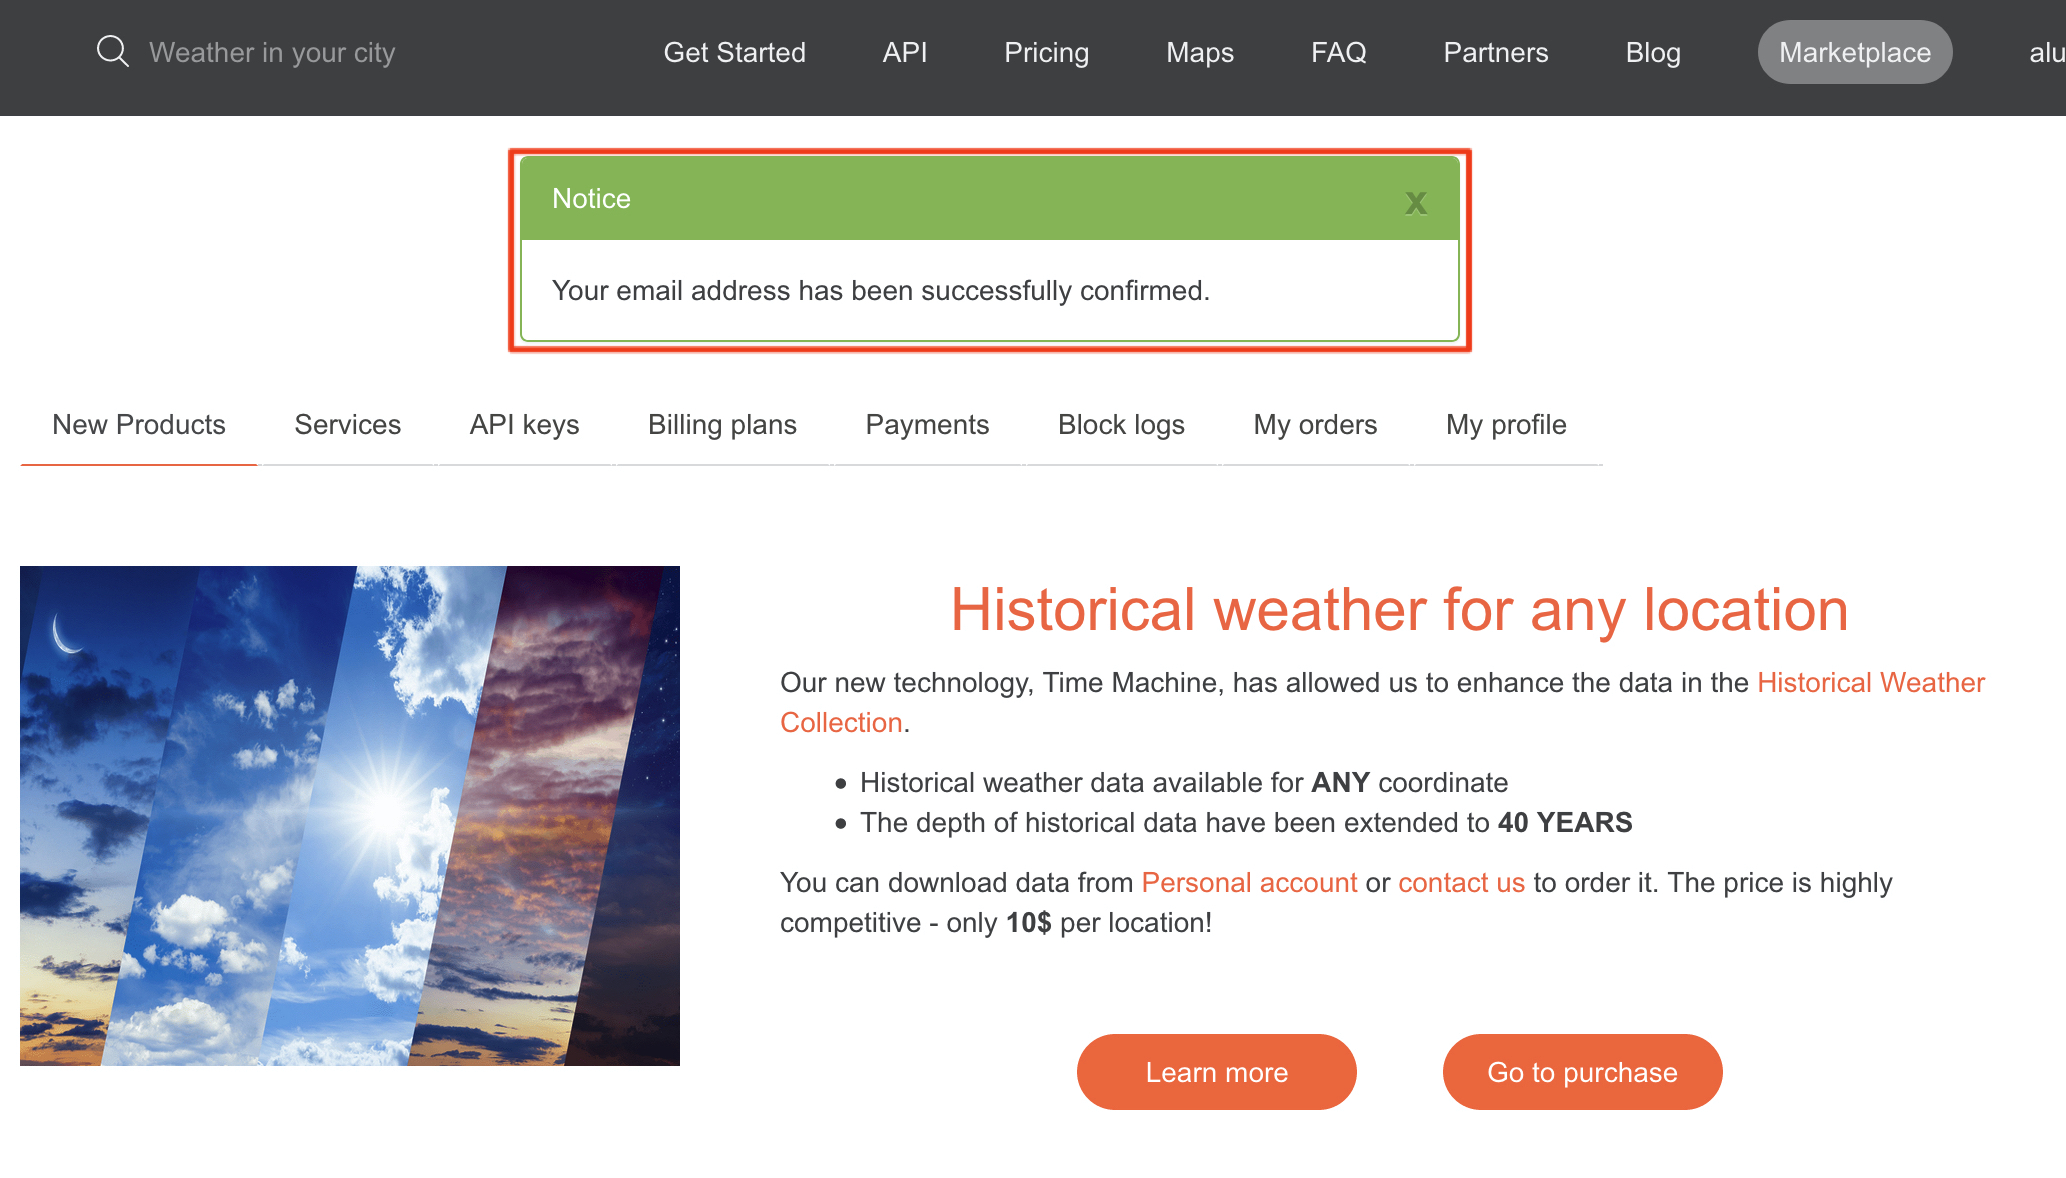 Weather in your city
Get Started
API
Pricing
Maps
FAQ
Partners
Blog
Marketplace
alu
Notice
x
Your email address has been successfully confirmed.
New Products
Services
API keys
Billing plans
Payments
Block logs
My orders
My profile
Historical weather for any location
Our new technology, Time Machine, has allowed us to enhance the data in the Historical Weather
Collection.
Historical weather data available for ANY coordinate
The depth of historical data have been extended to 40 YEARS
You can download data from Personal account or contact us to order it. The price is highly
competitive - only 10$ per location!
Learn more
Go to purchase